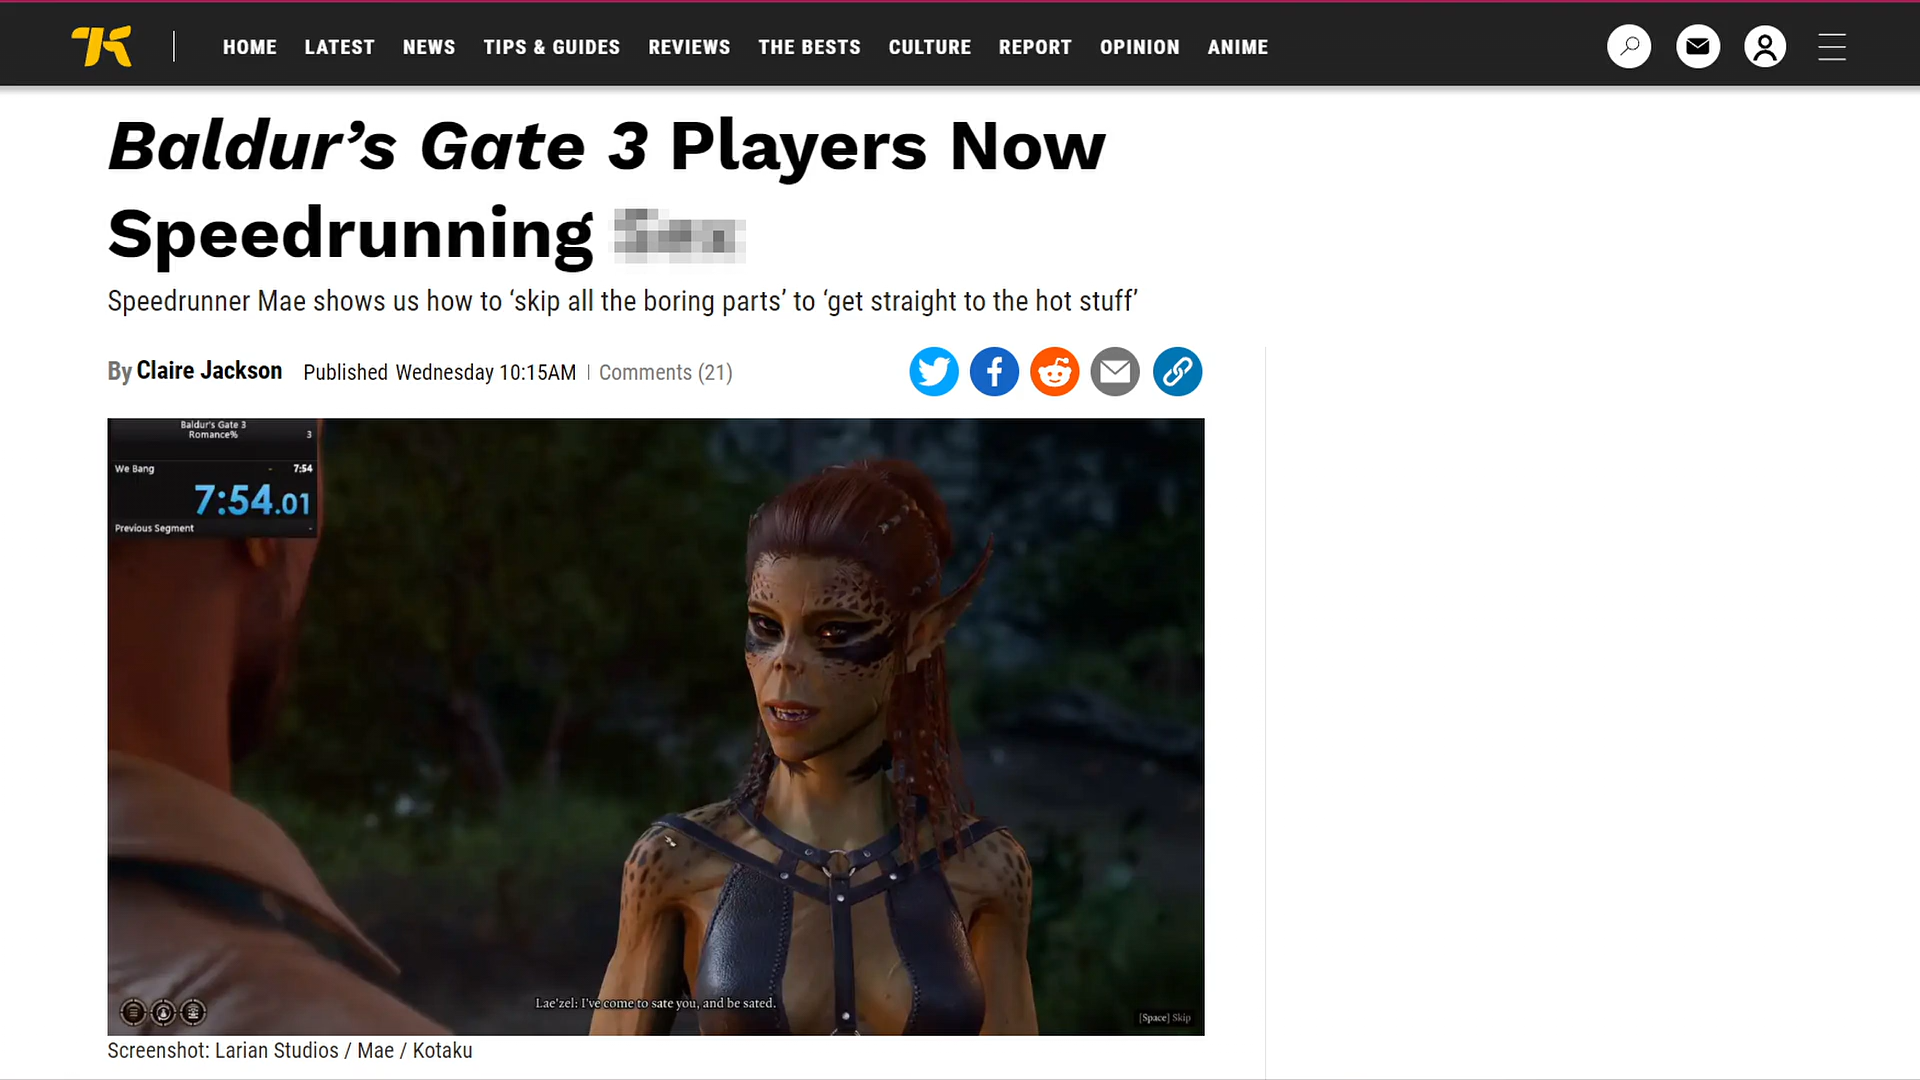 HOME LATEST NEWS TIPS & GUIDES REVIEWS THE BESTS CULTURE REPORT OPINION ANIME
Baldur’s Gate 3 Players Now
Speedrunning
Speedrunner Mae shows us how to ‘skip all the boring parts’ to ‘get straight to the hot stuff’
By Claire Jackson Published Wednesday 10:15AM | Comments (21)
Baldur's Gate 3
Romance% 3
We Bang - 7:54
7:54.01
Previous Segment -
Lae'zel: I've come to sate you, and be sated.
[Space] Skip
Screenshot: Larian Studios / Mae / Kotaku